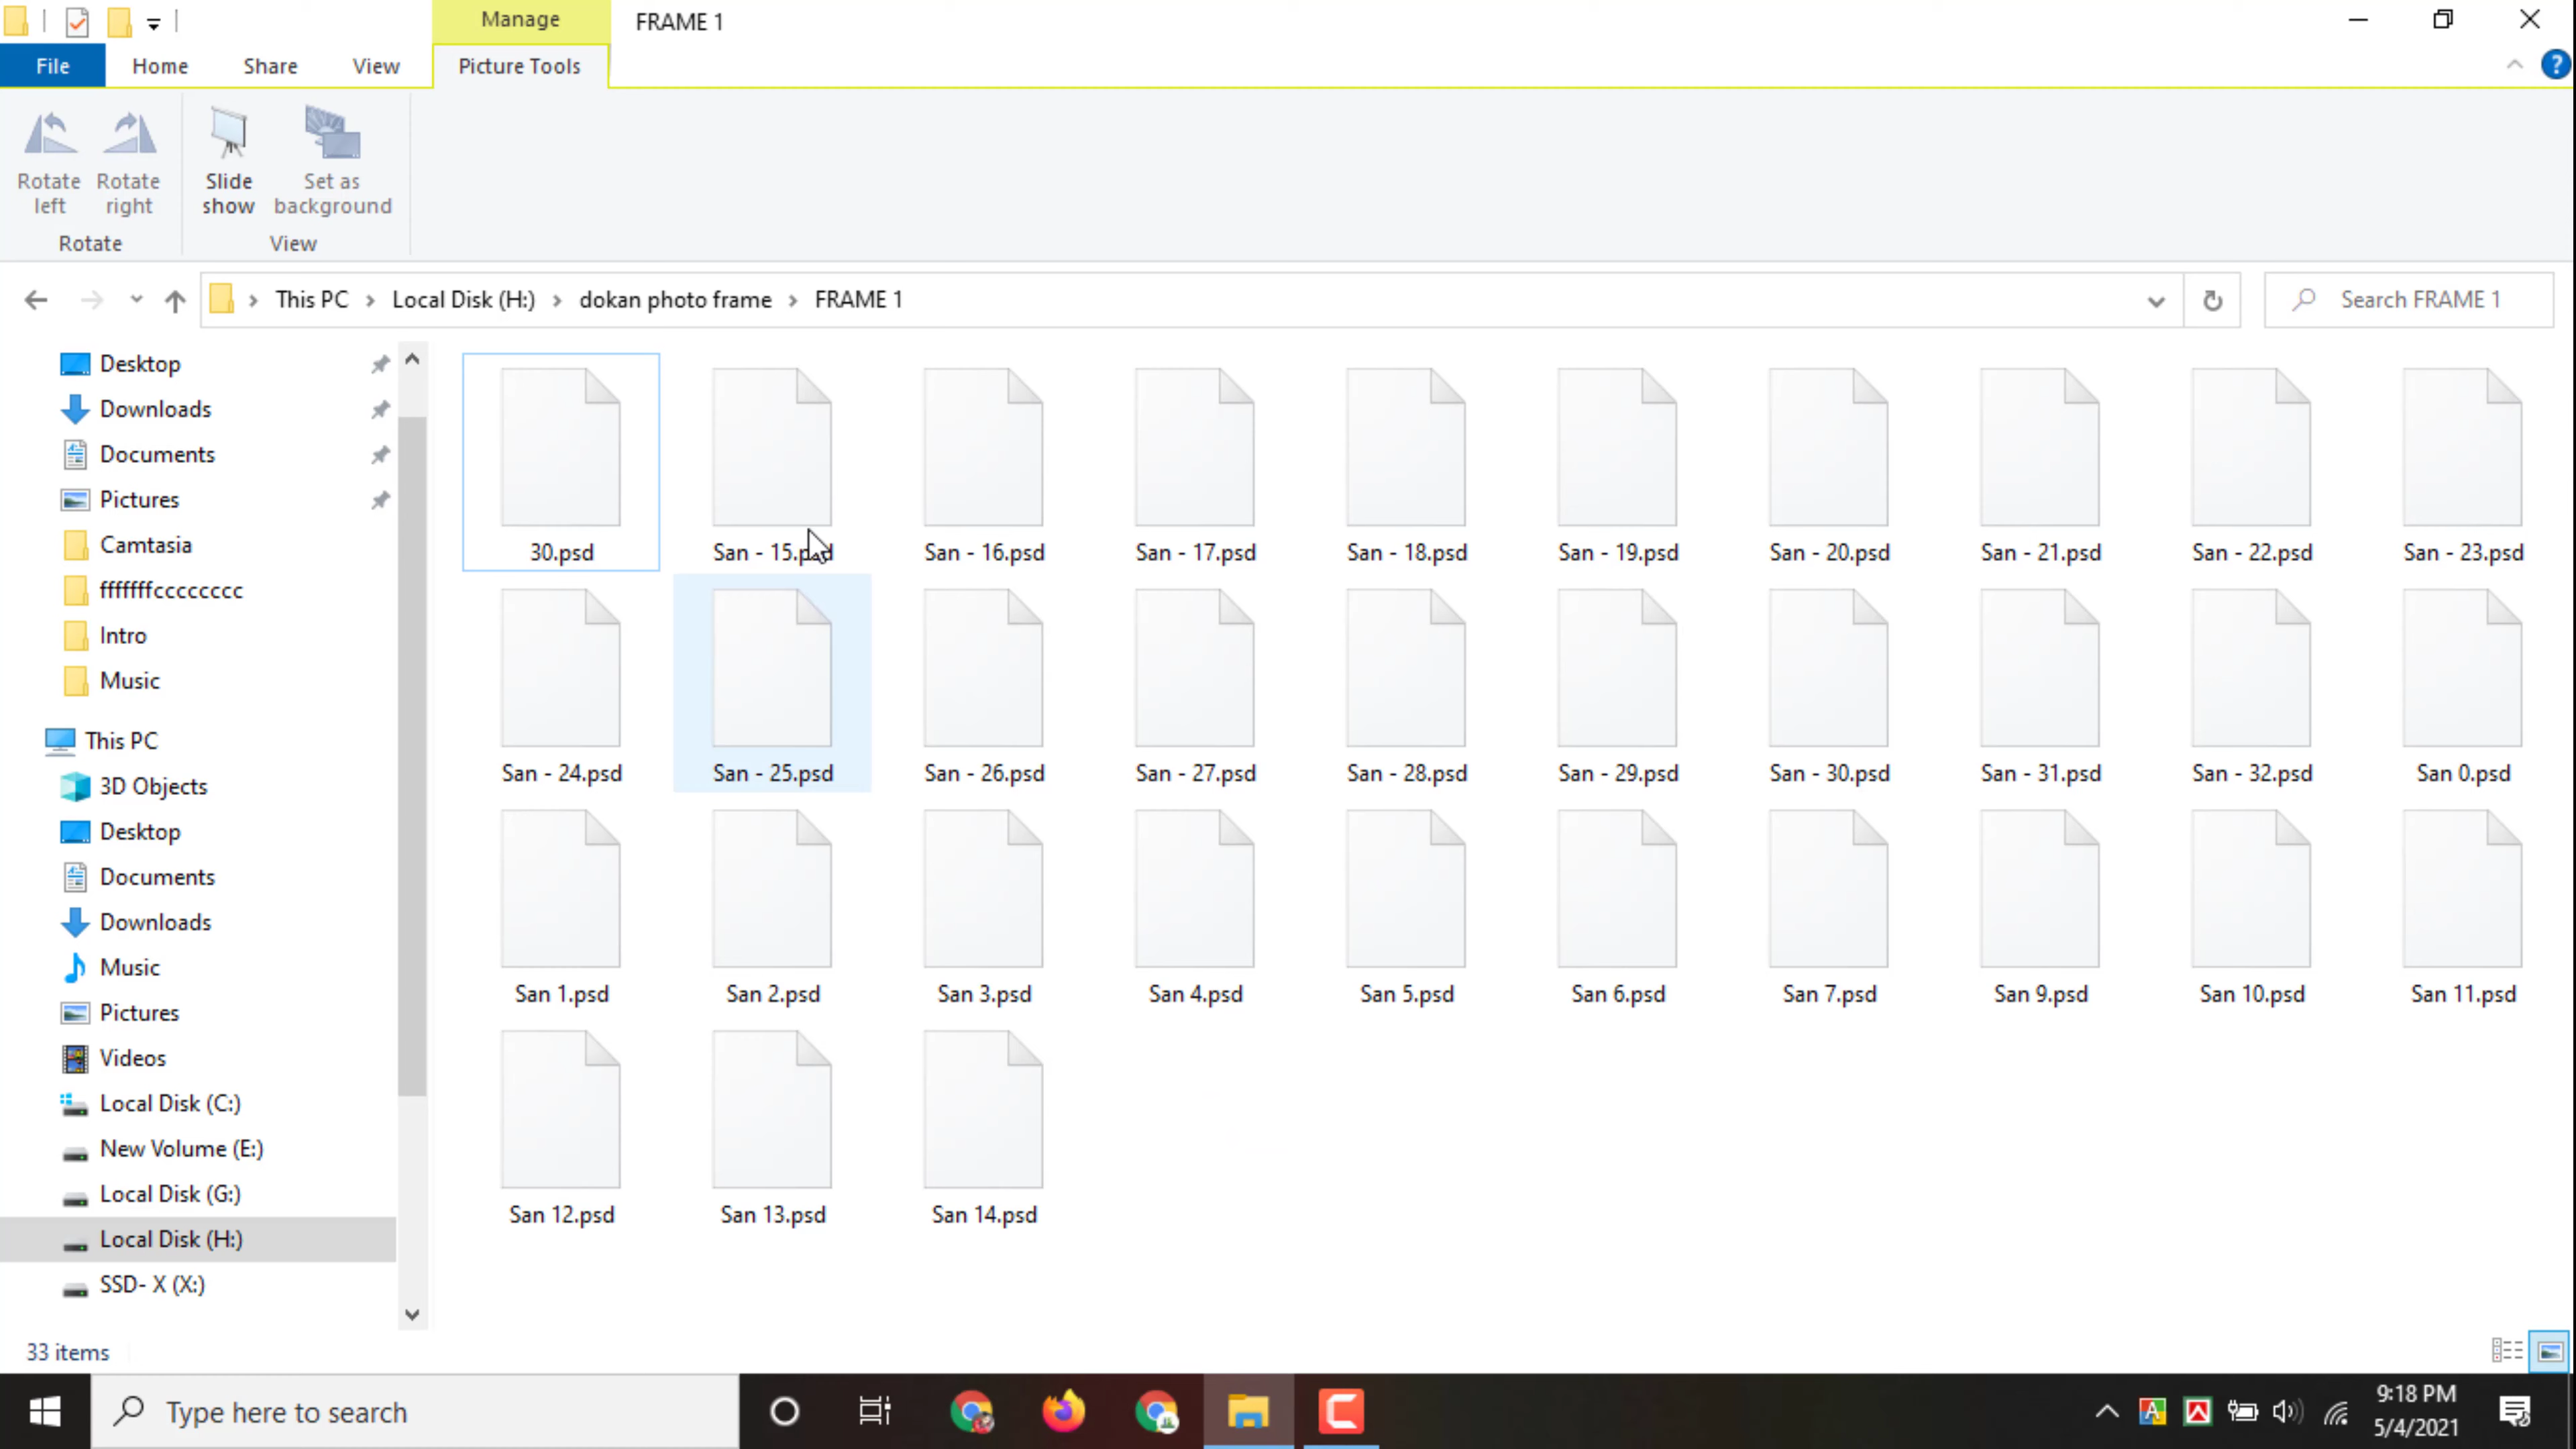 Manage
FRAME 1
File
Home
Share
View
Picture Tools
Rotate left
Rotate right
Slide show
Set as background
Rotate
View
This PC
Local Disk (H:)
dokan photo frame
FRAME 1
Search FRAME 1
Desktop
Downloads
Documents
Pictures
Camtasia
fffffffcccccccc
Intro
Music
This PC
3D Objects
Desktop
Documents
Downloads
Music
Pictures
Videos
Local Disk (C:)
New Volume (E:)
Local Disk (G:)
Local Disk (H:)
SSD- X (X:)
30.psd
San - 15.psd
San - 16.psd
San - 17.psd
San - 18.psd
San - 19.psd
San - 20.psd
San - 21.psd
San - 22.psd
San - 23.psd
San - 24.psd
San - 25.psd
San - 26.psd
San - 27.psd
San - 28.psd
San - 29.psd
San - 30.psd
San - 31.psd
San - 32.psd
San 0.psd
San 1.psd
San 2.psd
San 3.psd
San 4.psd
San 5.psd
San 6.psd
San 7.psd
San 9.psd
San 10.psd
San 11.psd
San 12.psd
San 13.psd
San 14.psd
33 items
Type here to search
9:18 PM
5/4/2021